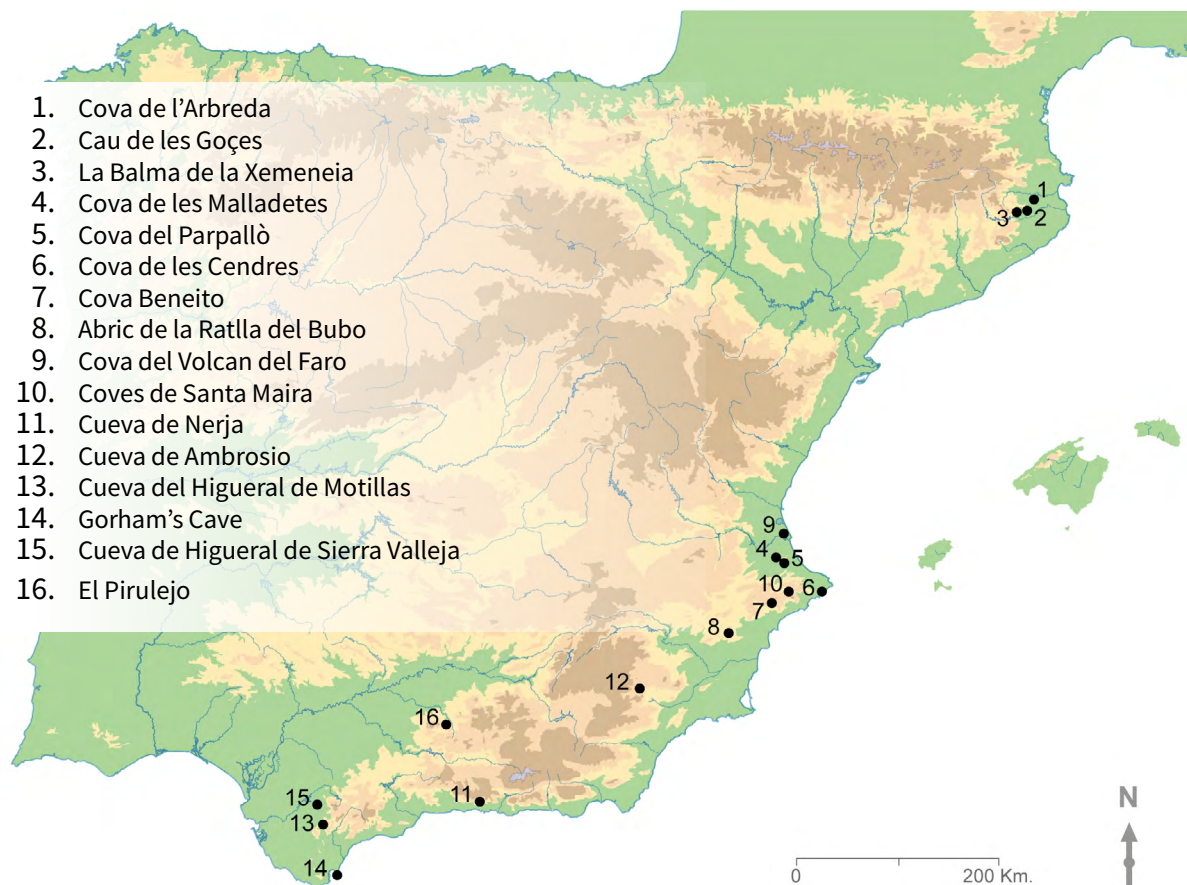 1. Cova de l’Arbreda
2. Cau de les Goçes
3. La Balma de la Xemeneia
4. Cova de les Malladetes
5. Cova del Parpallò
6. Cova de les Cendres
7. Cova Beneito
8. Abric de la Ratlla del Bubo
9. Cova del Volcan del Faro
10. Coves de Santa Maira
11. Cueva de Nerja
12. Cueva de Ambrosio
13. Cueva del Higueral de Motillas
14. Gorham’s Cave
15. Cueva de Higueral de Sierra Valleja
16. El Pirulejo
1
3 2
9
4
5
10
6
7
8
12
16
15
11
13
14
N
0 200 Km.